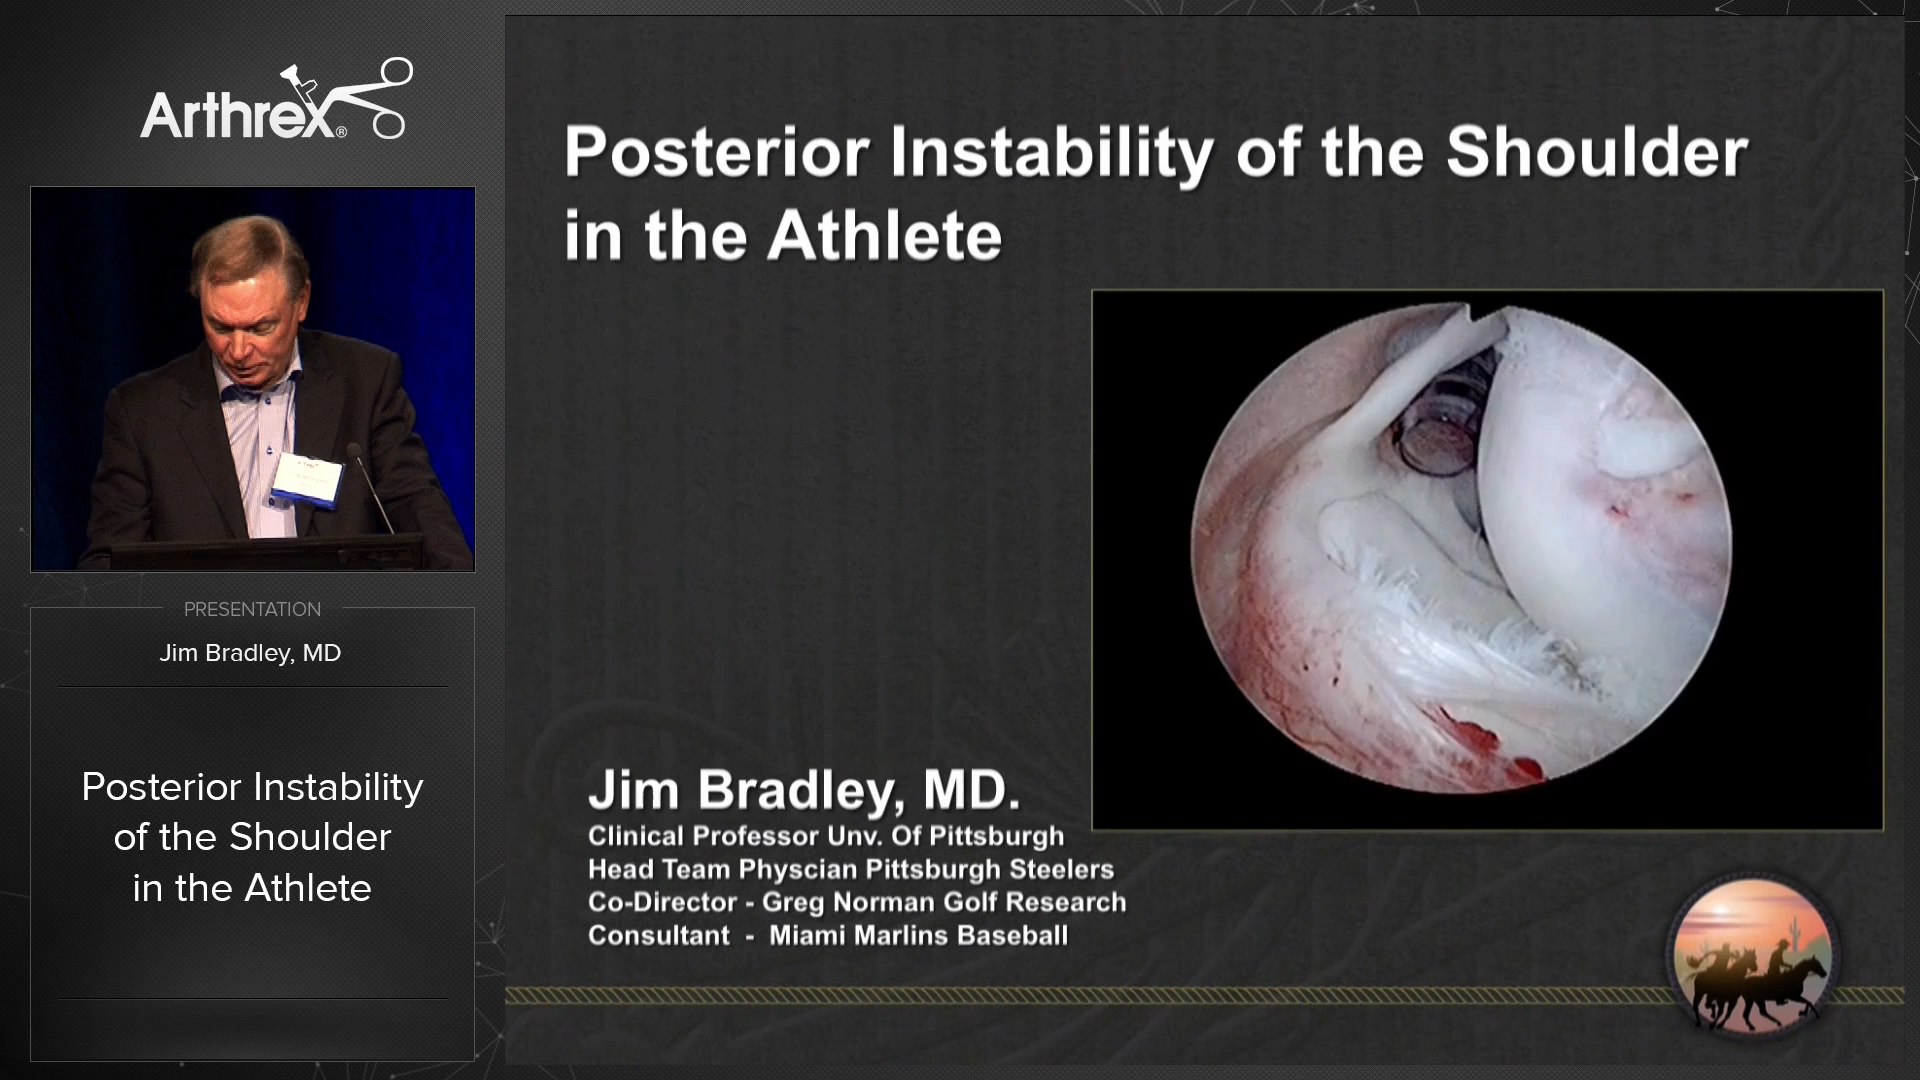 Arthrex®
PRESENTATION
Jim Bradley, MD
Posterior Instability
of the Shoulder
in the Athlete
Posterior Instability of the Shoulder
in the Athlete
Jim Bradley, MD.
Clinical Professor Unv. Of Pittsburgh
Head Team Physcian Pittsburgh Steelers
Co-Director - Greg Norman Golf Research
Consultant - Miami Marlins Baseball